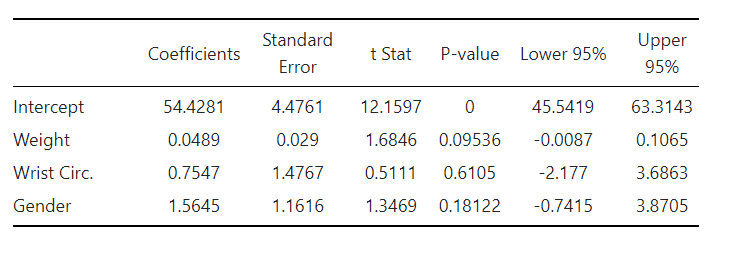 Coefficients Standard Error t Stat P-value Lower 95% Upper 95%
Intercept 54.4281 4.4761 12.1597 0 45.5419 63.3143
Weight 0.0489 0.029 1.6846 0.09536 -0.0087 0.1065
Wrist Circ. 0.7547 1.4767 0.5111 0.6105 -2.177 3.6863
Gender 1.5645 1.1616 1.3469 0.18122 -0.7415 3.8705